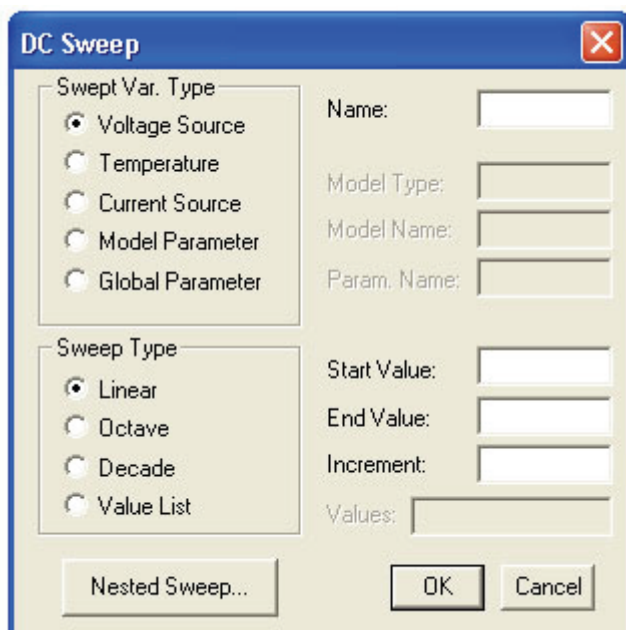 DC Sweep
Swept Var. Type
Voltage Source
Temperature
Current Source
Model Parameter
Global Parameter
Name:
Model Type:
Model Name:
Param. Name:
Sweep Type
Linear
Octave
Decade
Value List
Start Value:
End Value:
Increment:
Values:
Nested Sweep...
OK
Cancel